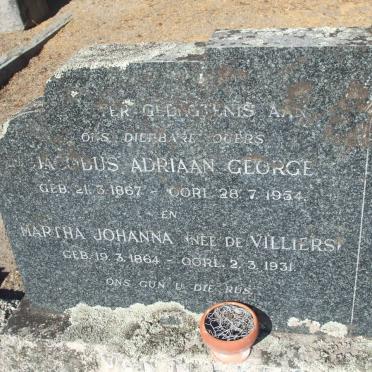 TER GEDAGTENIS AAN
ONS DIERBARE OUERS
JACOBUS ADRIAAN GEORGE
GEB. 21.3.1867 - OORL. 28.7.1954.
EN
MARTHA JOHANNA (NEE DE VILLIERS)
GEB. 19.3.1864 - OORL. 2.3.1931
ONS GUN U DIE RUS